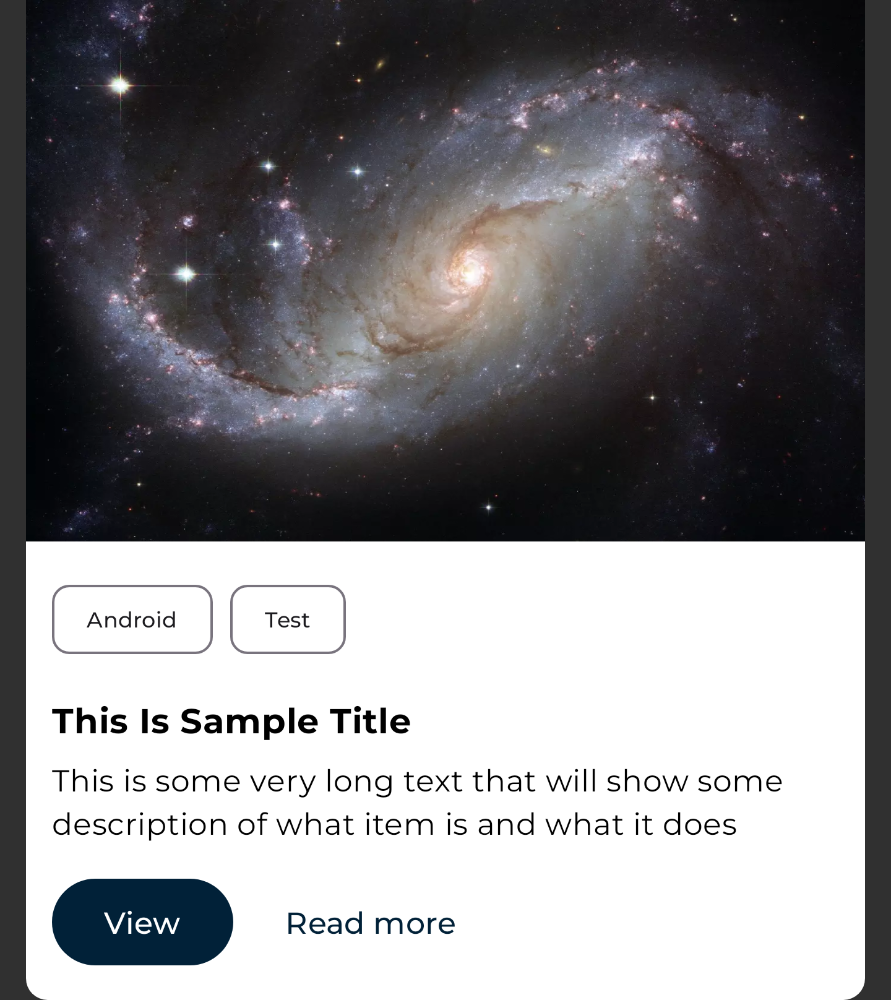 Android
Test
This Is Sample Title
This is some very long text that will show some
description of what item is and what it does
View
Read more